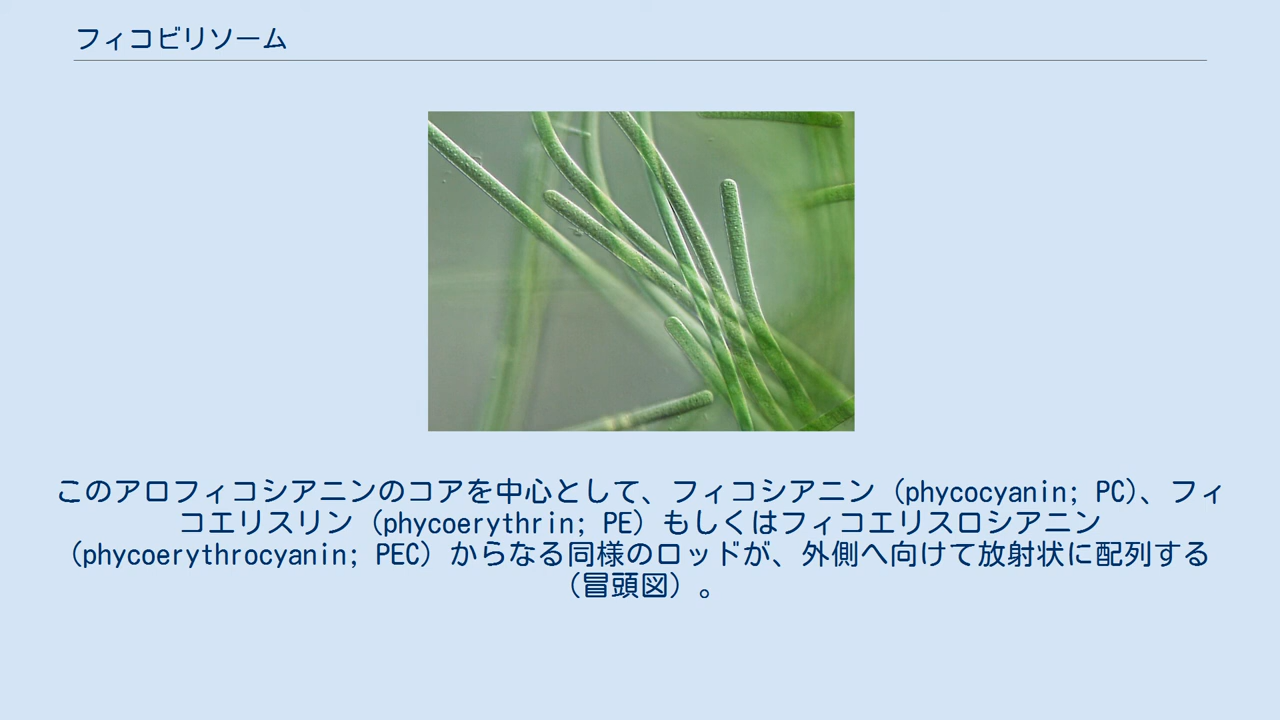 フィコビリソーム
このアロフィコシアニンのコアを中心として、フィコシアニン（phycocyanin; PC)、フィ
コエリスリン（phycoerythrin; PE）もしくはフィコエリスロシアニン
（phycoerythrocyanin; PEC）からなる同様のロッドが、外側へ向けて放射状に配列する
（冒頭図）。